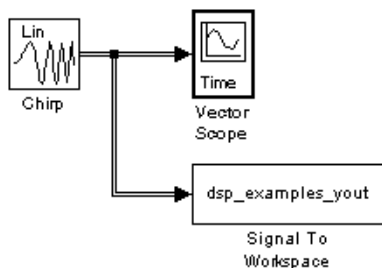 Lin
Chirp
Time
Vector
Scope
dsp_examples_yout
Signal To
Workspace